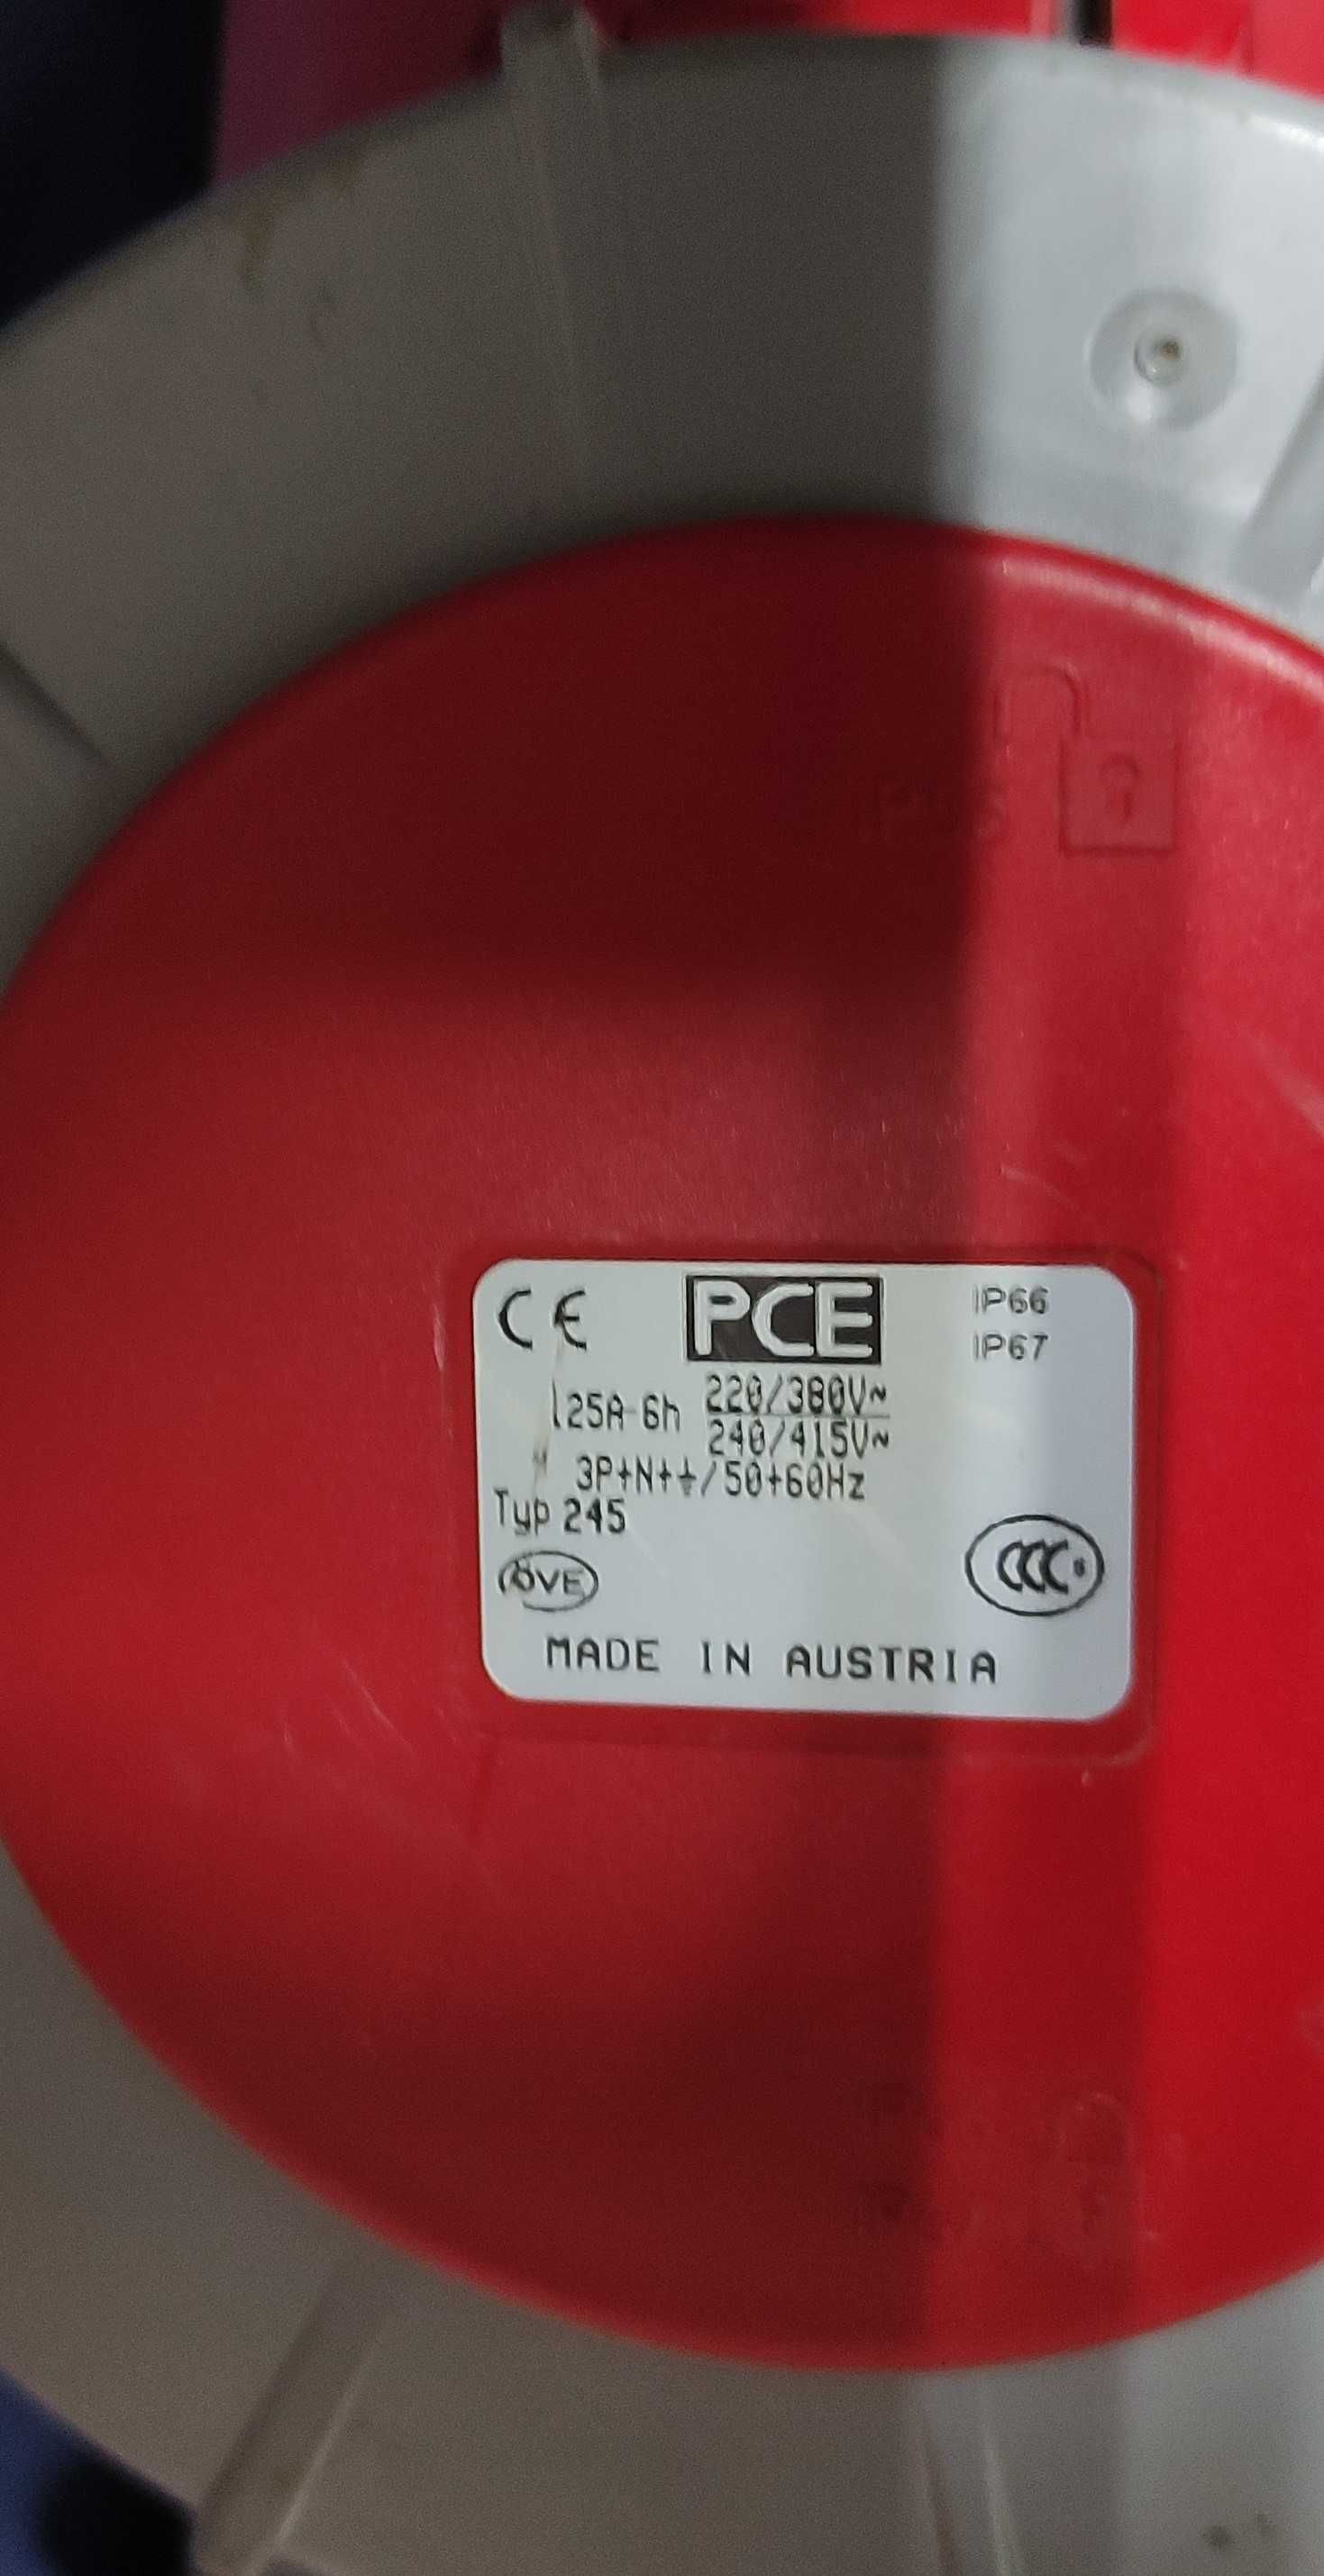 CE PCE IP66
IP67
125A-6h 220/380V~
240/415V~
3P+N+⏚/50+60Hz
Typ 245
ÖVE CCC S
MADE IN AUSTRIA